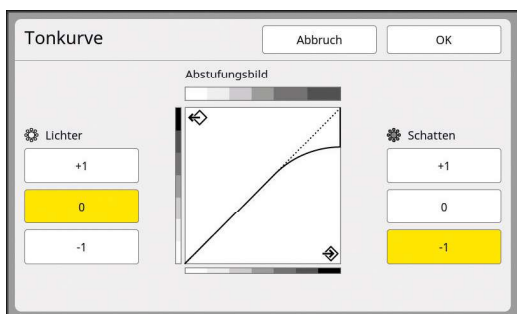 Tonkurve
Abbruch
OK
Abstufungsbild
Lichter
+1
0
-1
Schatten
+1
0
-1